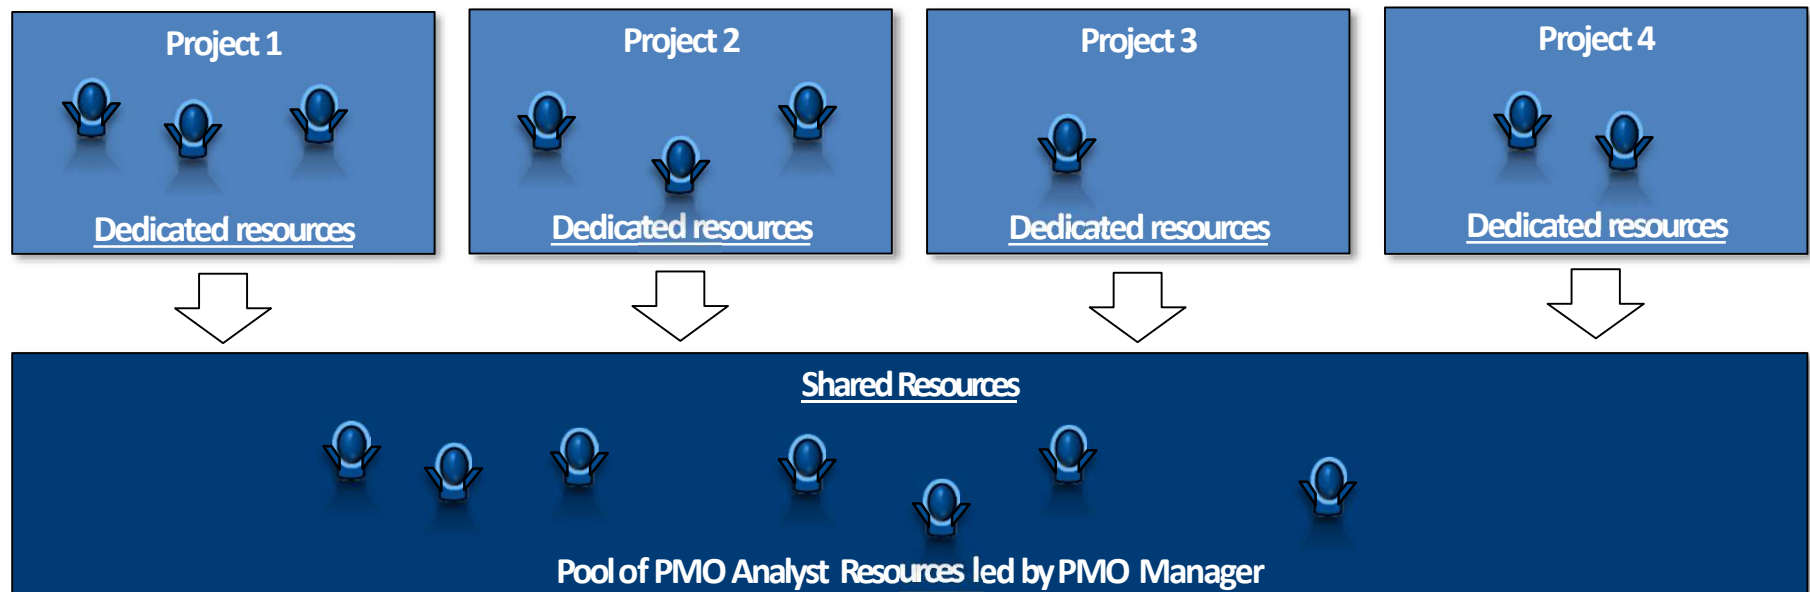 Project 1
Project 2
Project 3
Project 4
Dedicated resources
Dedicated resources
Dedicated resources
Dedicated resources
Shared Resources
Pool of PMO Analyst Resources led by PMO Manager